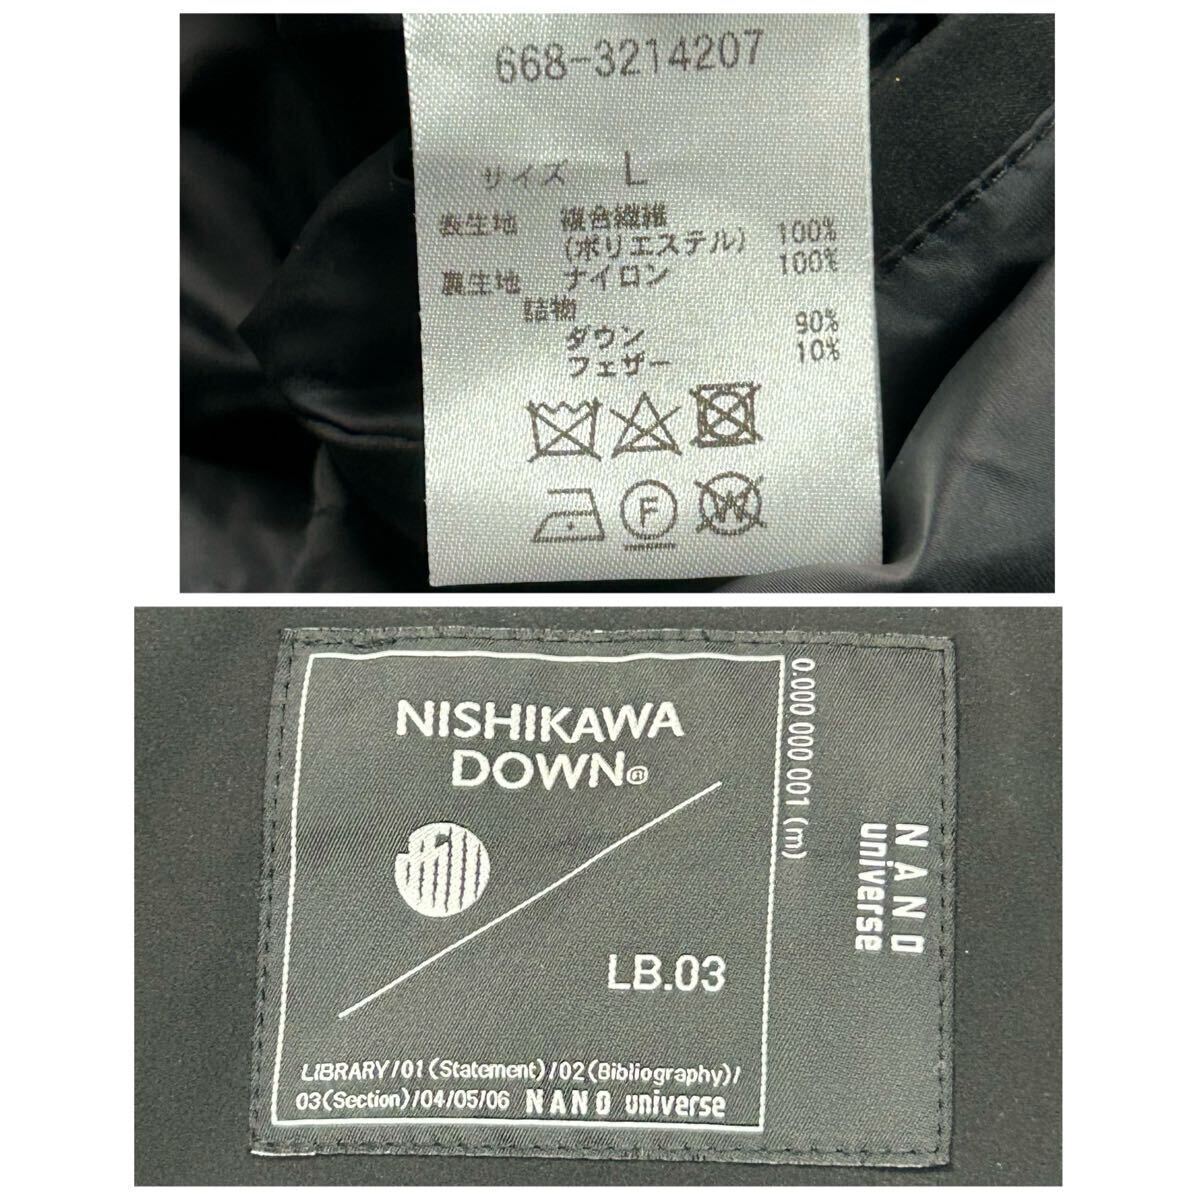 668-3214207
サイズ L
表生地 複合繊維
(ポリエステル) 100%
裏生地 ナイロン 100%
詰物
ダウン 90%
フェザー 10%
F
W
NISHIKAWA
DOWN®
LB.03
LIBRARY/01(Statement)/02(Bibliography)/
03(Section)/04/05/06 NANO universe
0.000 000 001 (m)
NANO
universe